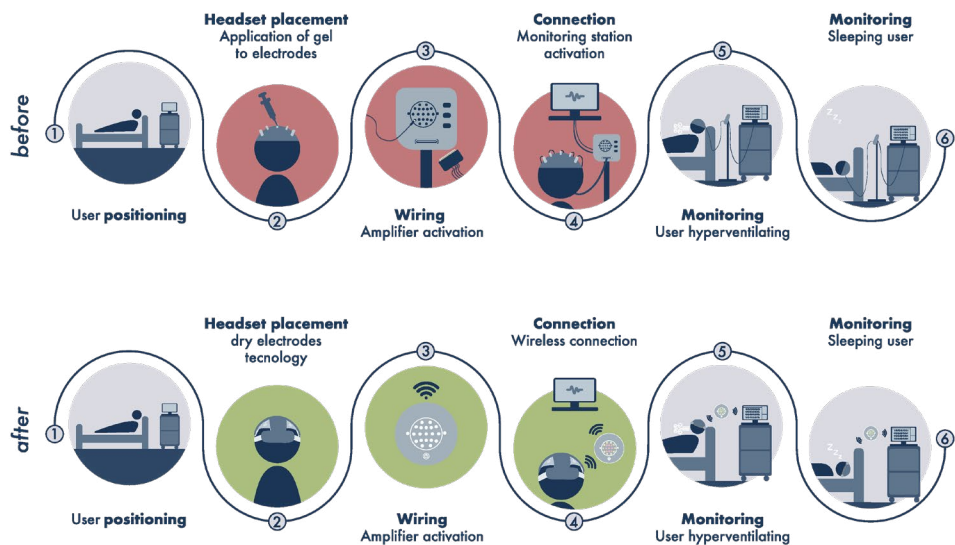 Headset placement
Application of gel
to electrodes
3
Connection
Monitoring station
activation
5
Monitoring
Sleeping user
before
1
zzz
6
User positioning
2
Wiring
Amplifier activation
4
Monitoring
User hyperventilating
Headset placement
dry electrodes
tecnology
3
Connection
Wireless connection
5
Monitoring
Sleeping user
after
1
zzz
6
User positioning
2
Wiring
Amplifier activation
4
Monitoring
User hyperventilating